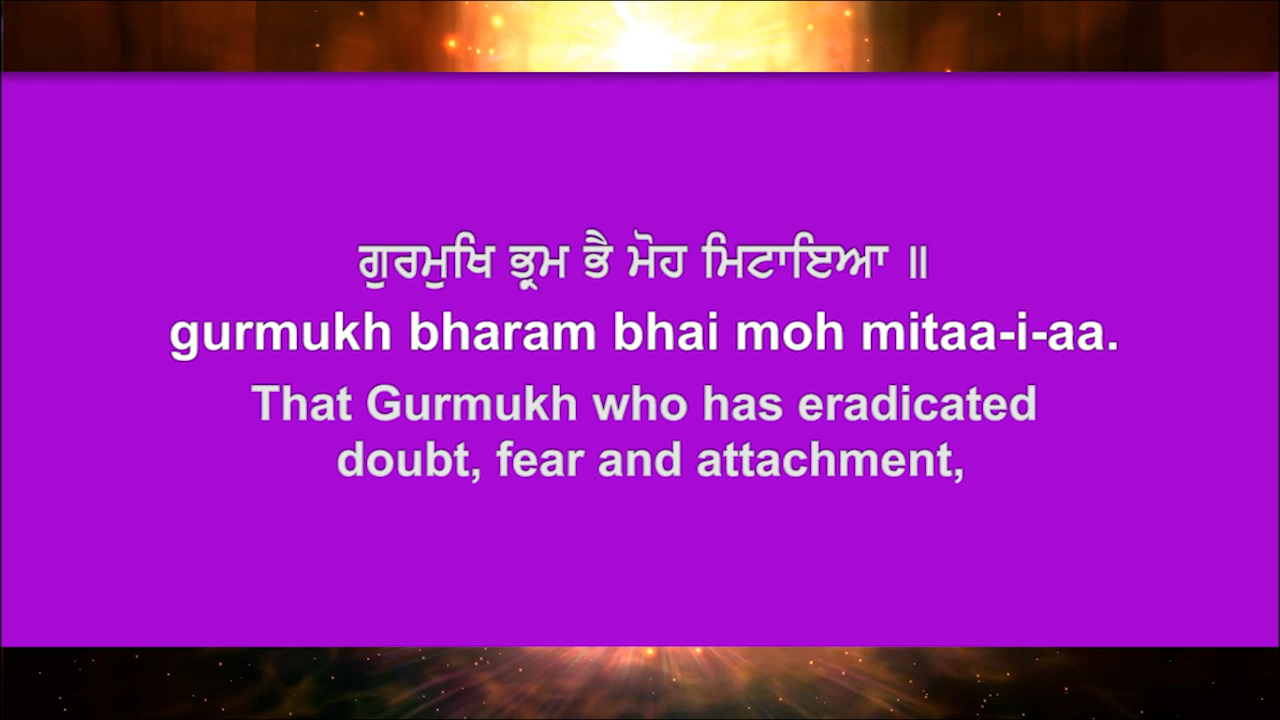 ਗੁਰਮੁਖਿ ਭ੍ਰਮ ਭੈ ਮੋਹ ਮਿਟਾਇਆ ॥
gurmukh bharam bhai moh mitaa-i-aa.
That Gurmukh who has eradicated
doubt, fear and attachment,